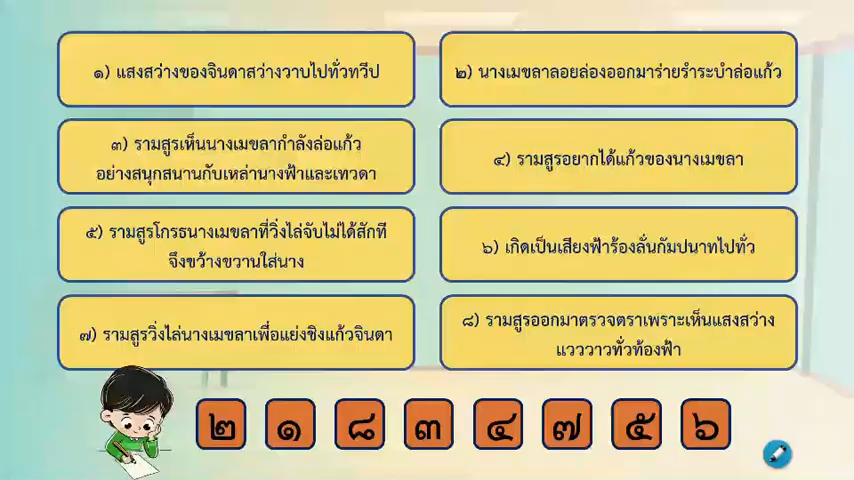 ๑) แสงสว่างของจินดาสว่างวาบไปทั่วทวีป
๒) นางเมขลาลอยล่องออกมาร่ายรำระบำล่อแก้ว
๓) รามสูรเห็นนางเมขลากำลังล่อแก้ว
อย่างสนุกสนานกับเหล่านางฟ้าและเทวดา
๔) รามสูรอยากได้แก้วของนางเมขลา
๕) รามสูรโกรธนางเมขลาที่วิ่งไล่จับไม่ได้สักที
จึงขว้างขวานใส่นาง
๖) เกิดเป็นเสียงฟ้าร้องลั่นกัมปนาทไปทั่ว
๗) รามสูรวิ่งไล่นางเมขลาเพื่อแย่งชิงแก้วจินดา
๘) รามสูรออกมาตรวจตราเพราะเห็นแสงสว่าง
แวววาวทั่วท้องฟ้า
๒ ๑ ๘ ๓ ๔ ๗ ๕ ๖